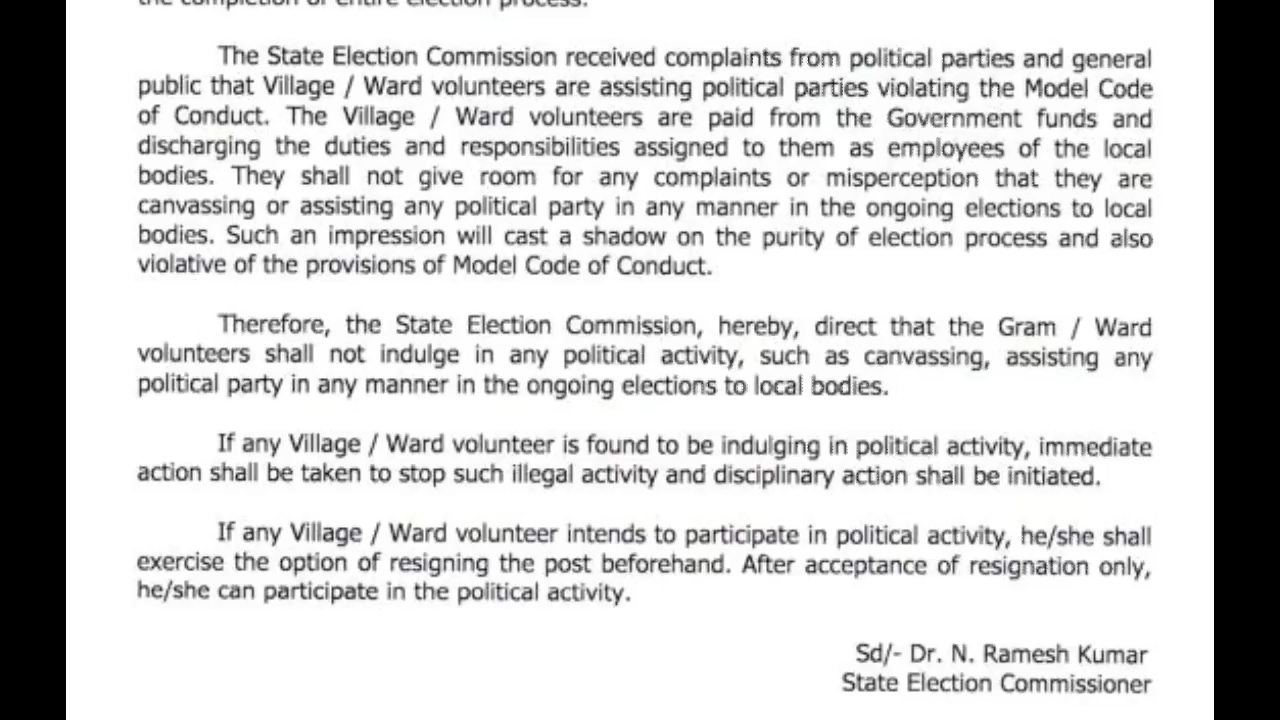 the completion of entire election process.
The State Election Commission received complaints from political parties and general
public that Village / Ward volunteers are assisting political parties violating the Model Code
of Conduct. The Village / Ward volunteers are paid from the Government funds and
discharging the duties and responsibilities assigned to them as employees of the local
bodies. They shall not give room for any complaints or misperception that they are
canvassing or assisting any political party in any manner in the ongoing elections to local
bodies. Such an impression will cast a shadow on the purity of election process and also
violative of the provisions of Model Code of Conduct.
Therefore, the State Election Commission, hereby, direct that the Gram / Ward
volunteers shall not indulge in any political activity, such as canvassing, assisting any
political party in any manner in the ongoing elections to local bodies.
If any Village / Ward volunteer is found to be indulging in political activity, immediate
action shall be taken to stop such illegal activity and disciplinary action shall be initiated.
If any Village / Ward volunteer intends to participate in political activity, he/she shall
exercise the option of resigning the post beforehand. After acceptance of resignation only,
he/she can participate in the political activity.
Sd/- Dr. N. Ramesh Kumar
State Election Commissioner